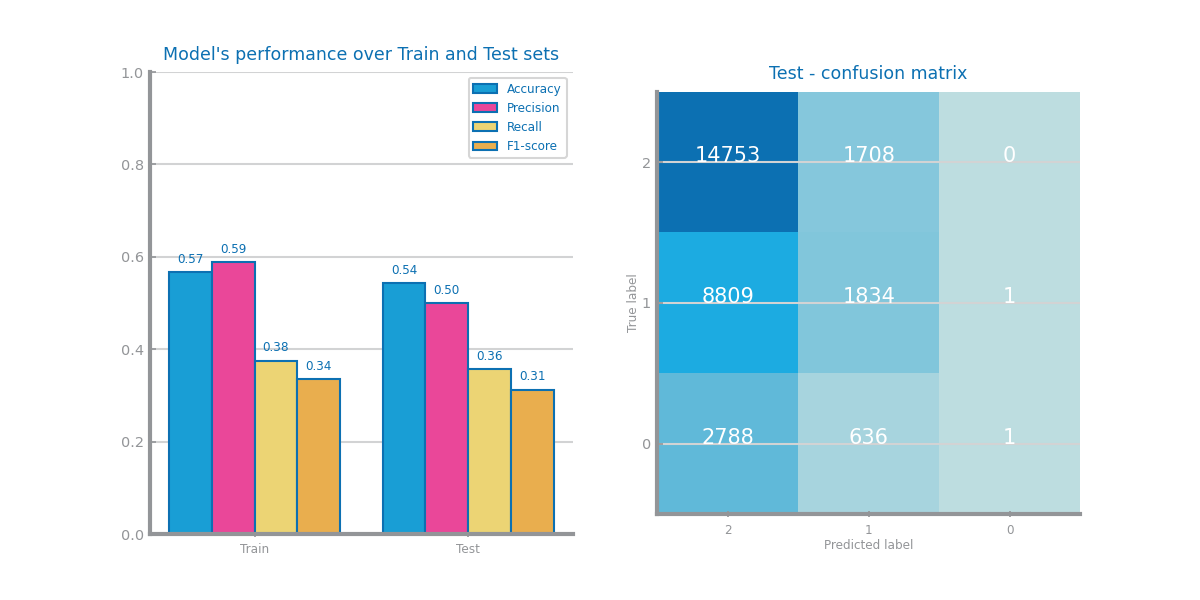 Model's performance over Train and Test sets
1.0
0.8
0.6
0.4
0.2
0.0
Accuracy
Precision
Recall
F1-score
0.57
0.59
0.38
0.34
0.54
0.50
0.36
0.31
Train
Test
Test - confusion matrix
True label
2
1
0
14753 1708 0
8809 1834 1
2788 636 1
2 1 0
Predicted label